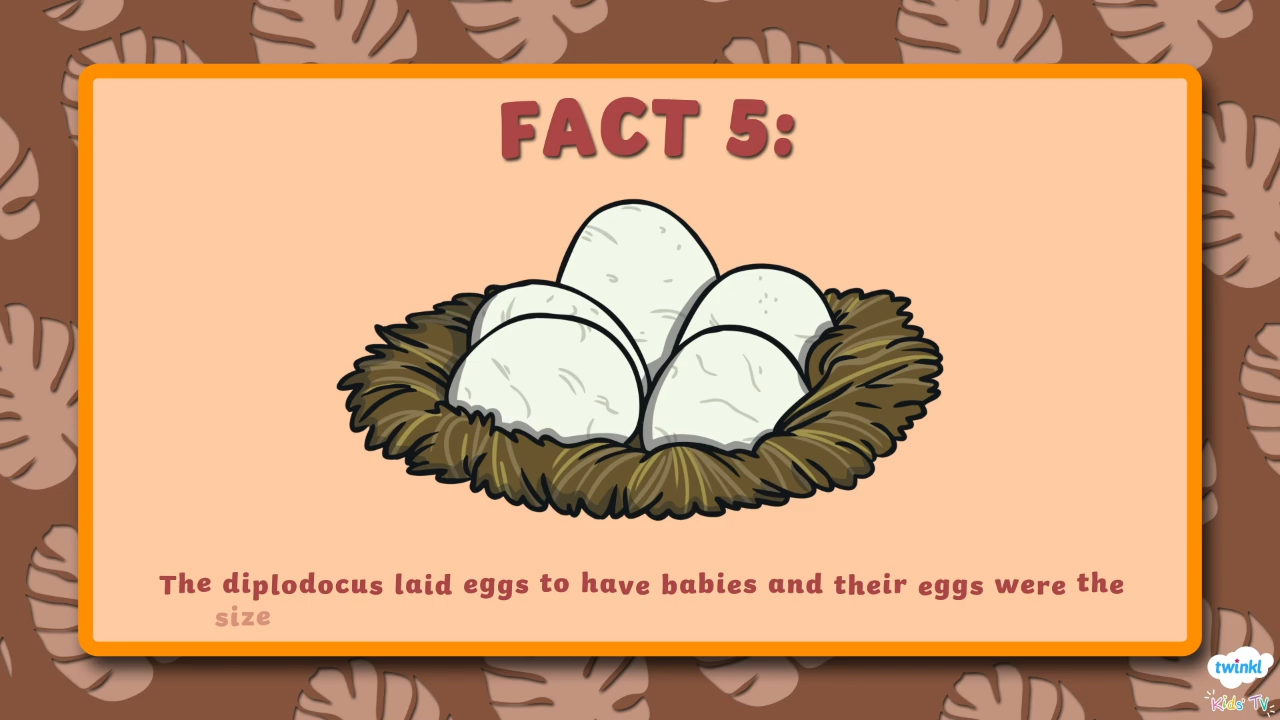 FACT 5:
The diplodocus laid eggs to have babies and their eggs were the
size
twinkl
Kids' TV